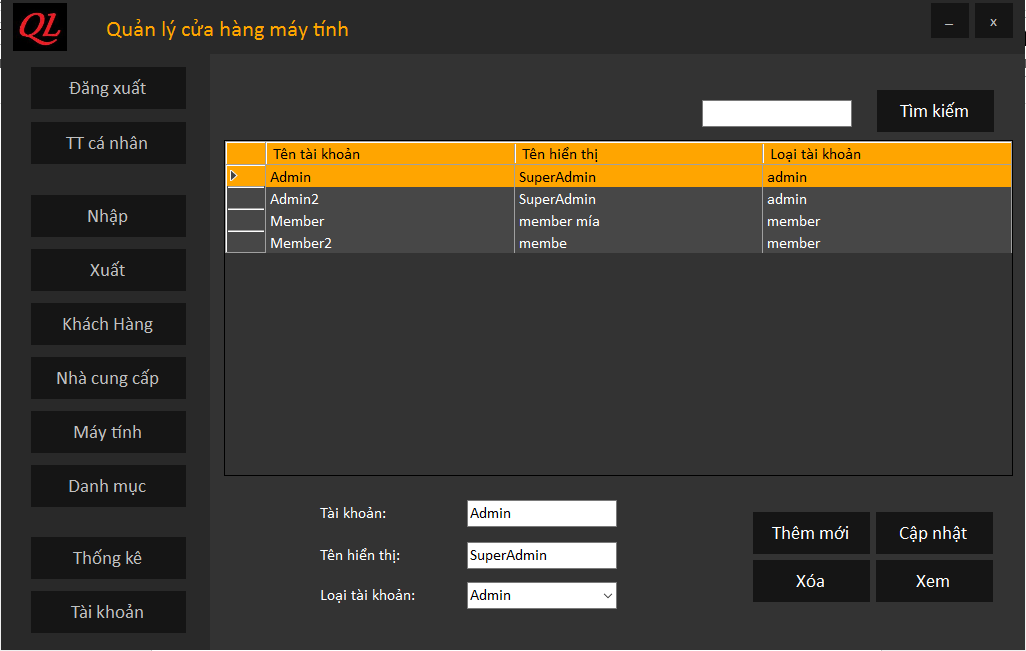 QL
Quản lý cửa hàng máy tính
_
x
Đăng xuất
TT cá nhân
Nhập
Xuất
Khách Hàng
Nhà cung cấp
Máy tính
Danh mục
Thống kê
Tài khoản
Tìm kiếm
Tên tài khoản Tên hiển thị Loại tài khoản
Admin SuperAdmin admin
Admin2 SuperAdmin admin
Member member mía member
Member2 membe member
Tài khoản: Admin
Tên hiển thị: SuperAdmin
Loại tài khoản: Admin
Thêm mới Cập nhật
Xóa Xem